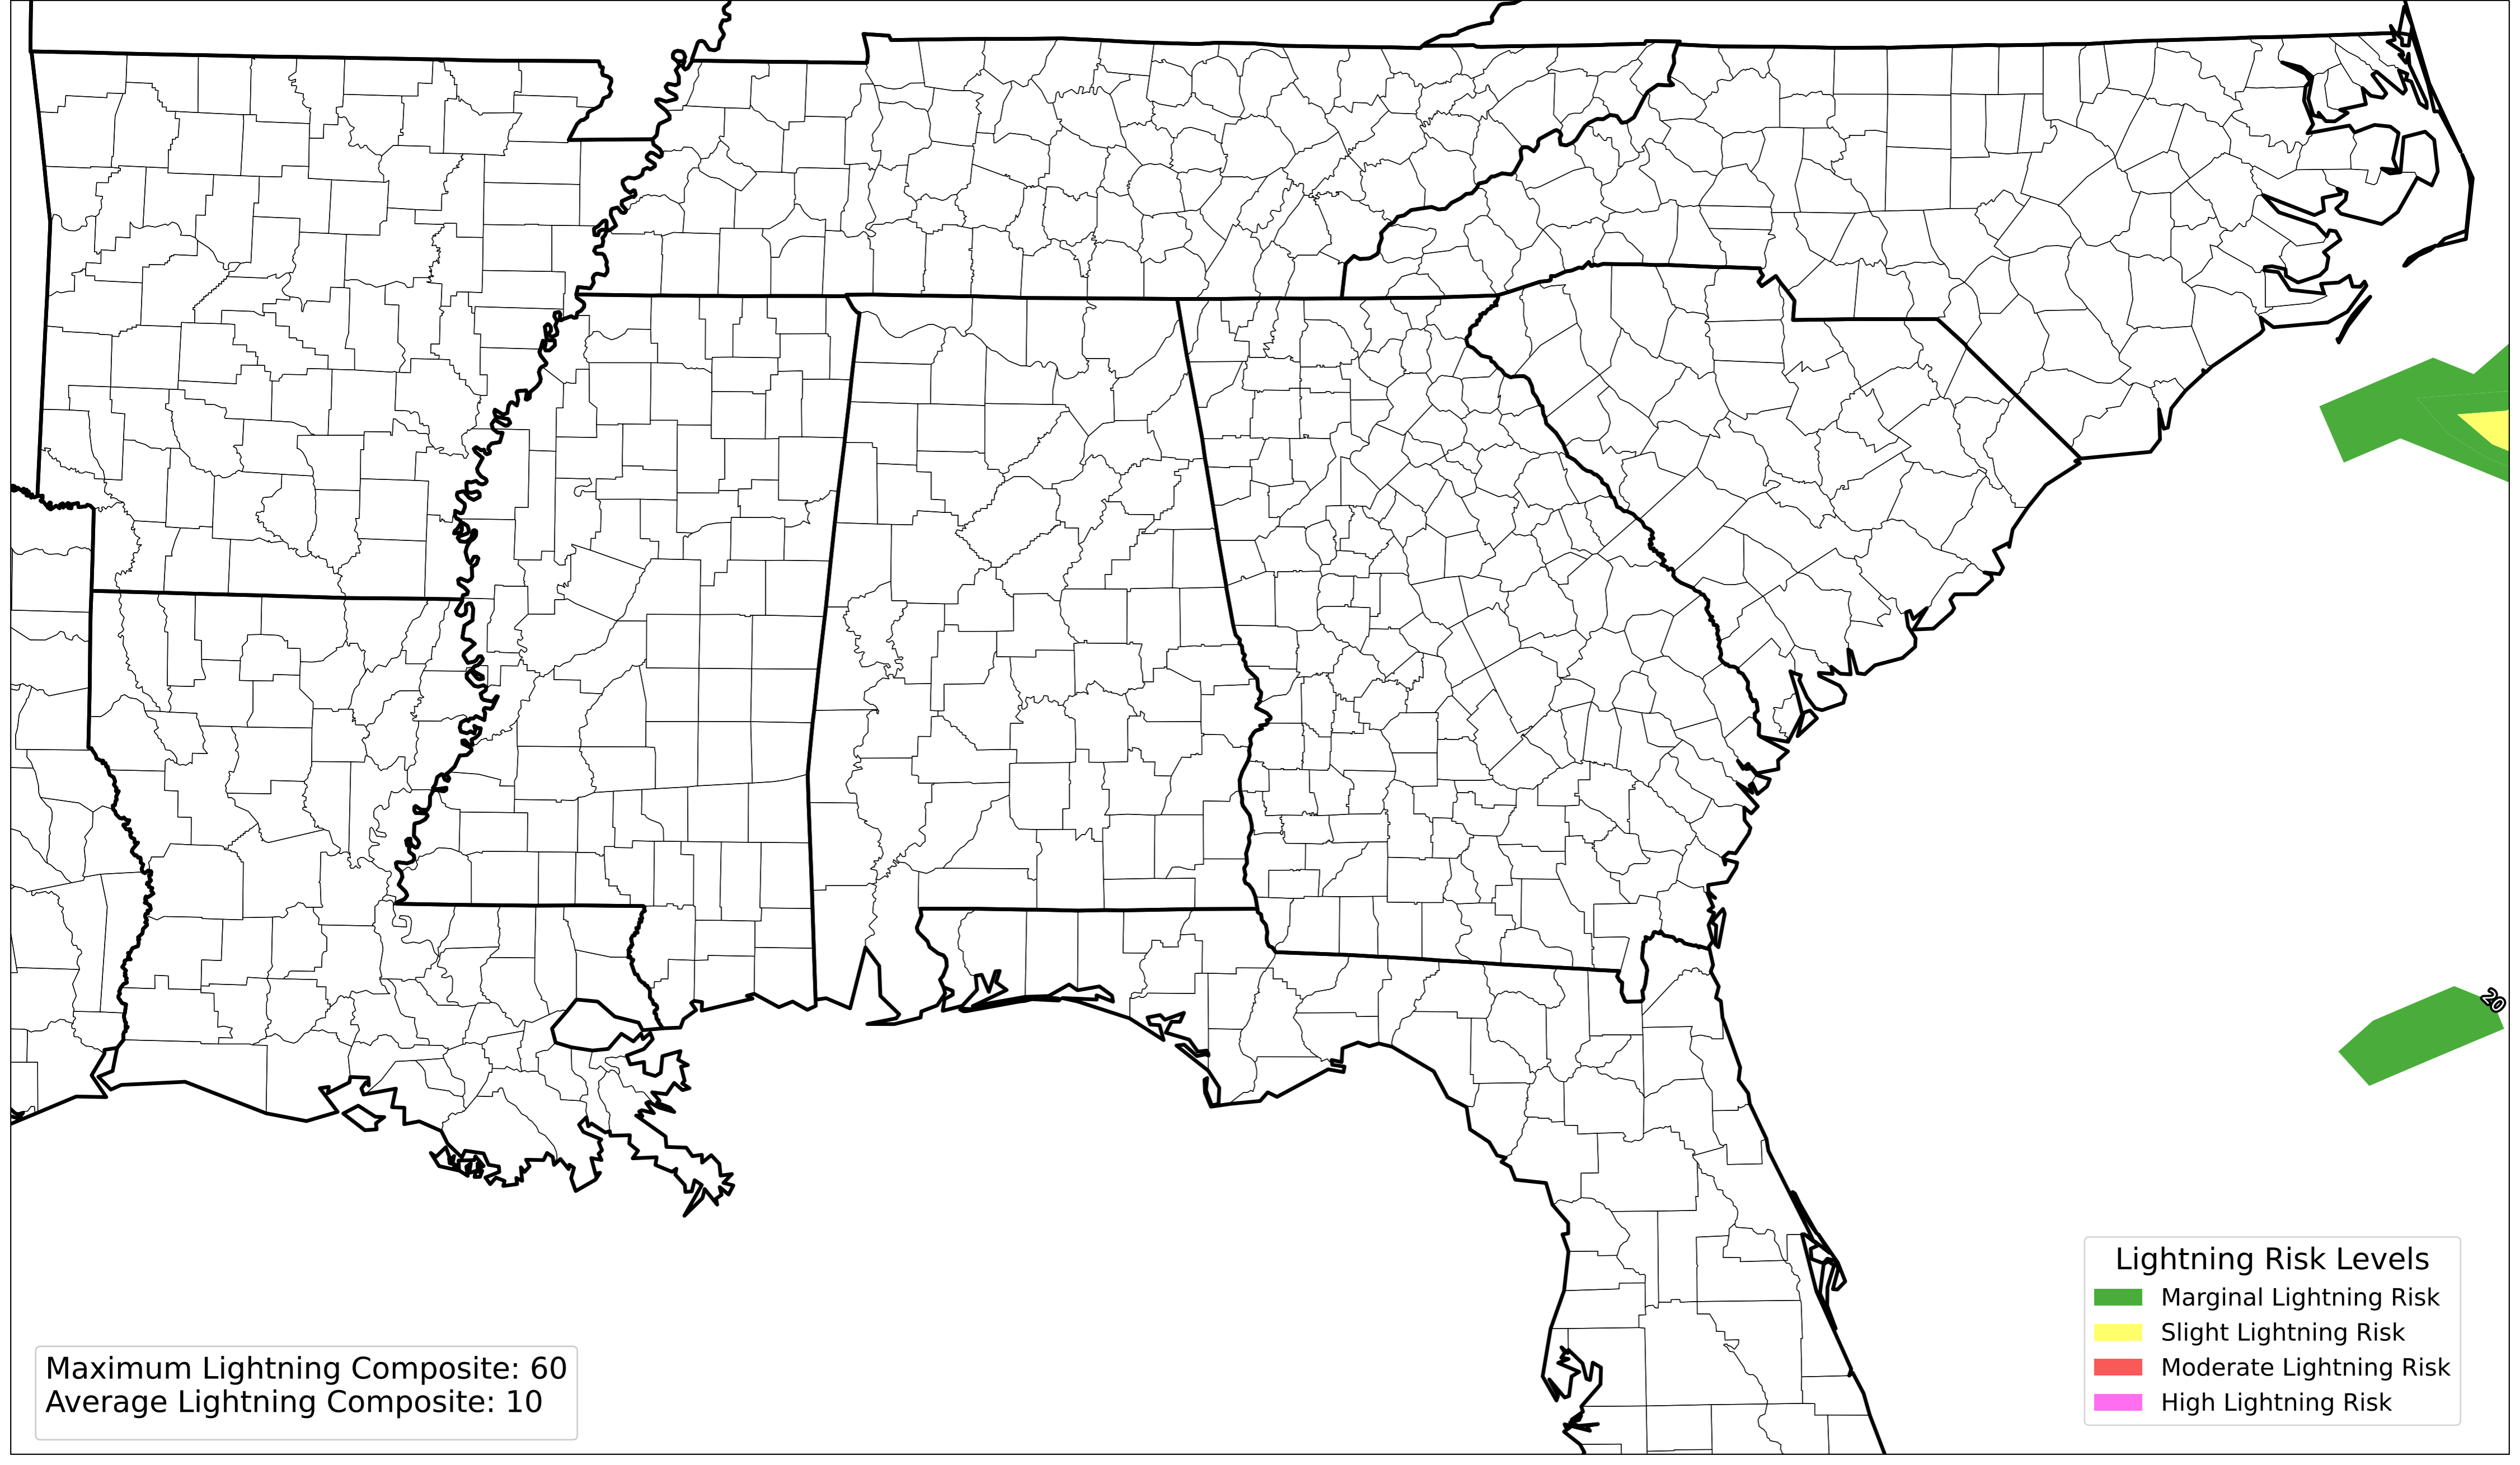 20
Lightning Risk Levels
Marginal Lightning Risk
Slight Lightning Risk
Moderate Lightning Risk
High Lightning Risk
Maximum Lightning Composite: 60
Average Lightning Composite: 10